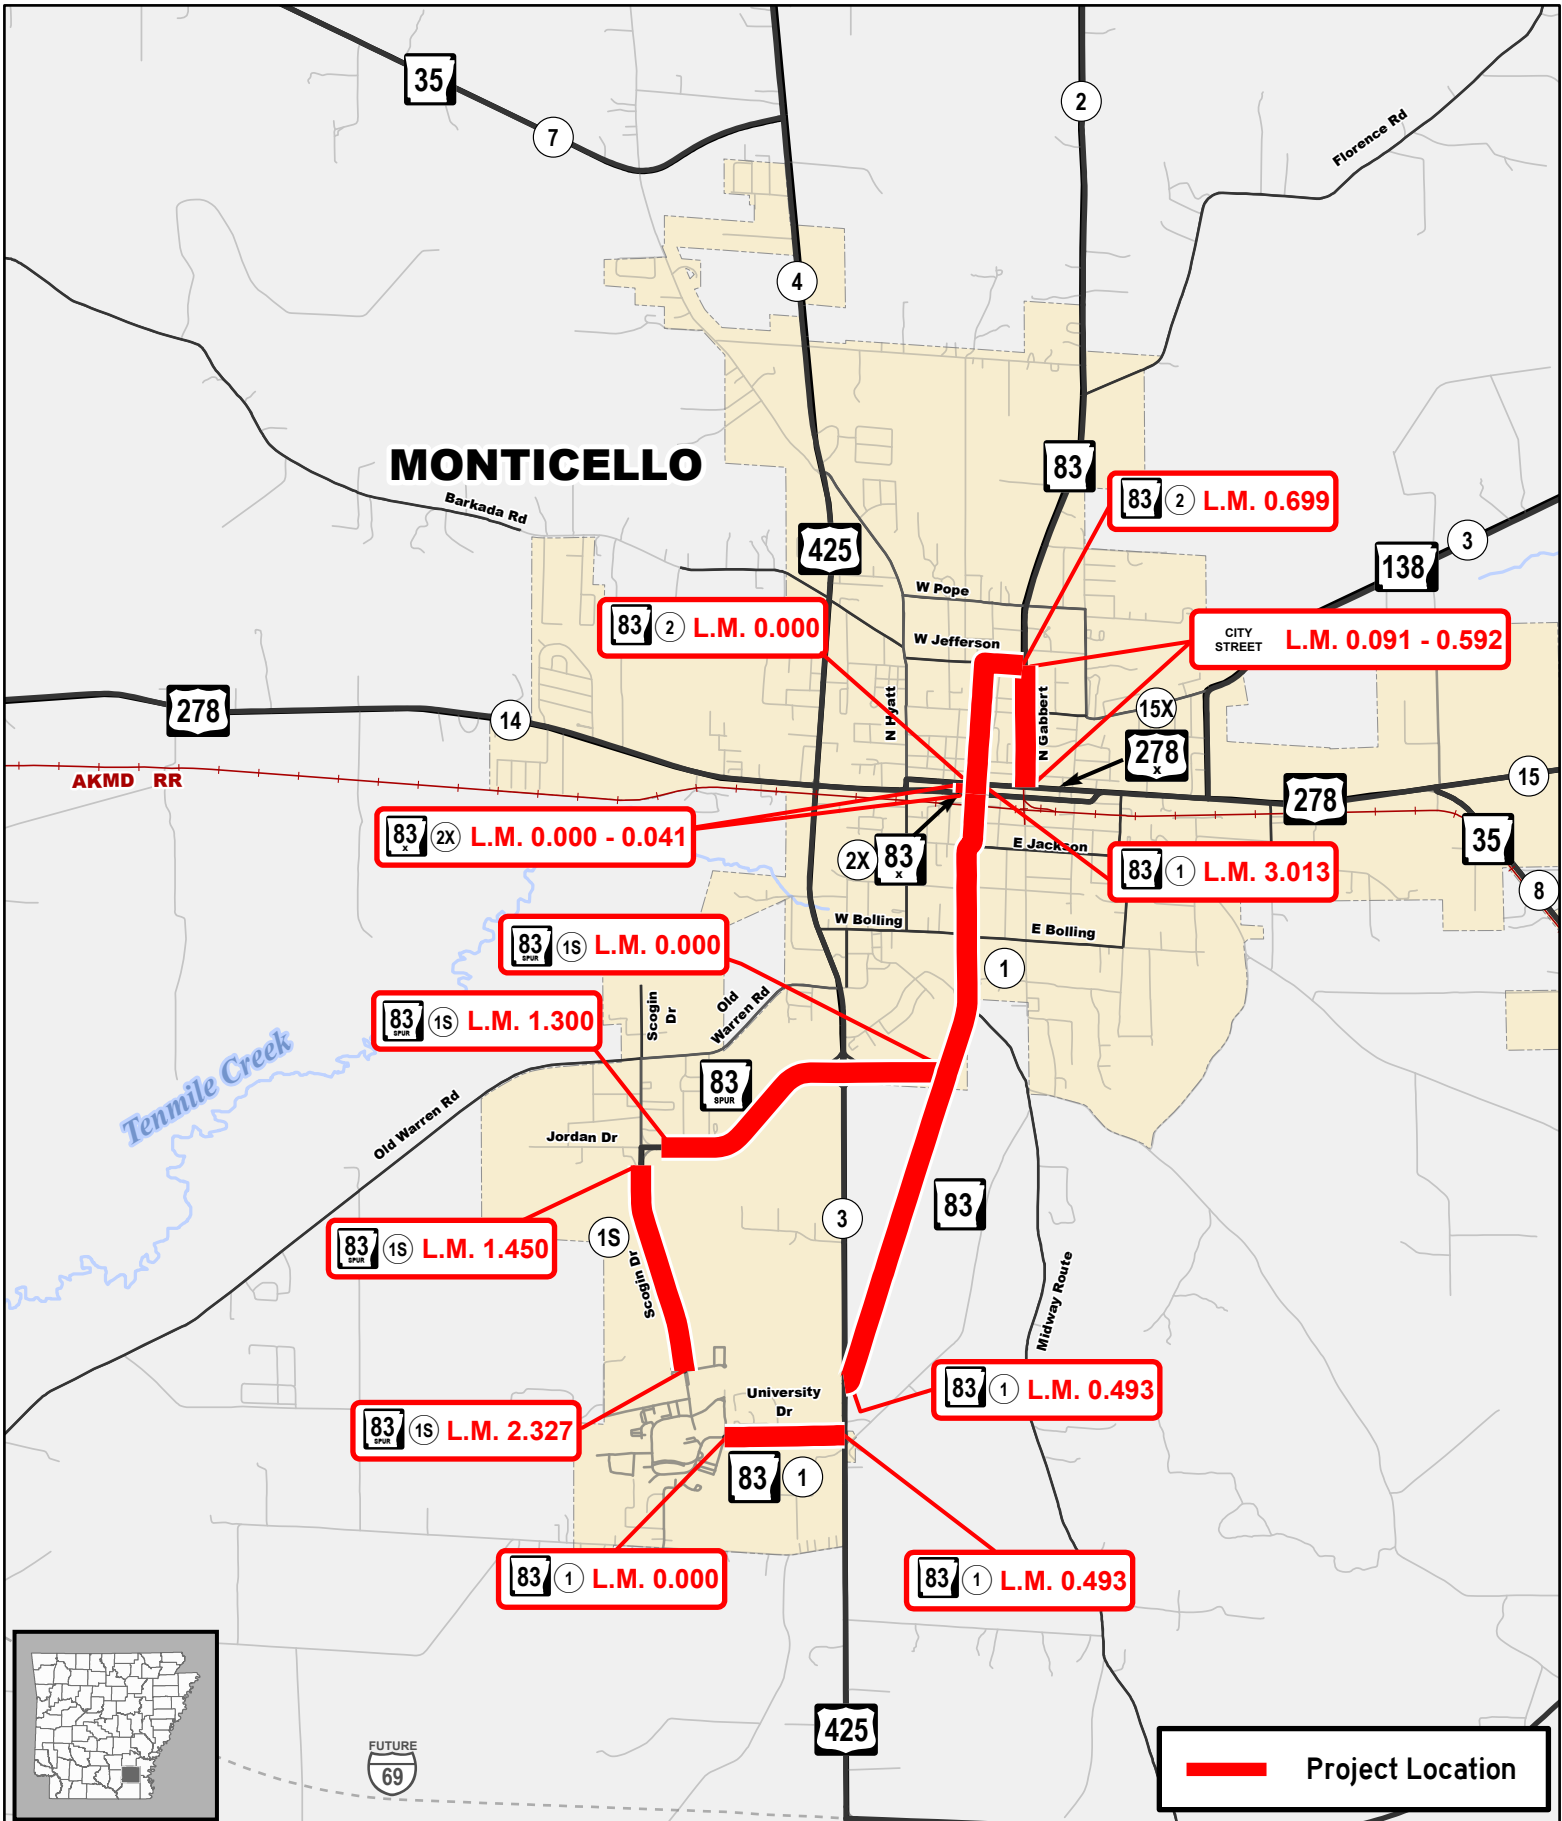 35
7
2
Florence Rd
4
MONTICELLO
Barkada Rd
83
83 2 L.M. 0.699
425
138
3
W Pope
83 2 L.M. 0.000
W Jefferson
CITY
STREET
L.M. 0.091 - 0.592
278
14
N Hyatt
N Gabbert
15X
278
X
AKMD RR
278
15
83
X
2X L.M. 0.000 - 0.041
2X
83
X
E Jackson
35
83 1 L.M. 3.013
8
W Bolling
E Bolling
83
SPUR
1S L.M. 0.000
1
83
SPUR
1S L.M. 1.300
Scogin
Dr
Old
Warren Rd
Tenmile Creek
83
SPUR
Old Warren Rd
Jordan Dr
83
3
83
SPUR
1S L.M. 1.450
1S
Scogin Dr
Midway Route
University
Dr
83 1 L.M. 0.493
83
SPUR
1S L.M. 2.327
83 1
83 1 L.M. 0.000
83 1 L.M. 0.493
425
FUTURE
69
Project Location